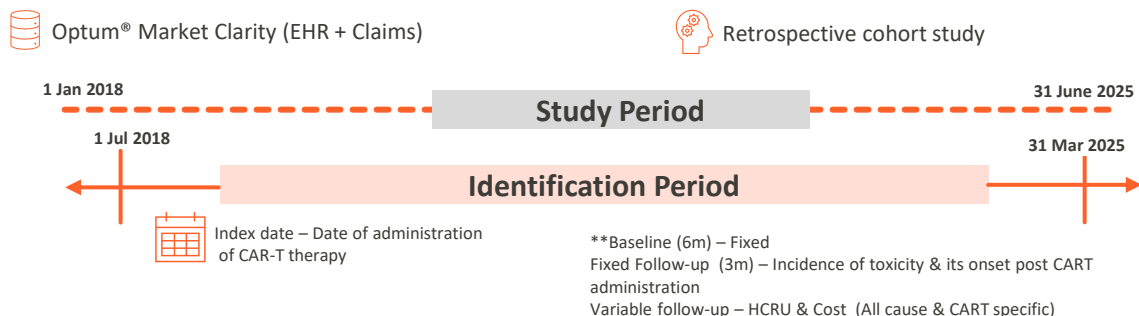 Optum® Market Clarity (EHR + Claims)
Retrospective cohort study
1 Jan 2018
31 June 2025
Study Period
1 Jul 2018
31 Mar 2025
Identification Period
Index date – Date of administration
of CAR-T therapy
**Baseline (6m) – Fixed
Fixed Follow-up (3m) – Incidence of toxicity & its onset post CART
administration
Variable follow-up – HCRU & Cost (All cause & CART specific)